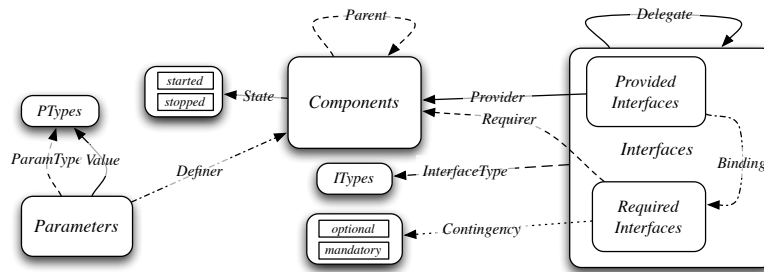 Parent
Delegate
started
stopped
State
Components
Provider
Provided
Interfaces
PTypes
Requirer
ParamType
Value
Definer
Interfaces
Binding
ITypes
InterfaceType
Parameters
Required
Interfaces
optional
mandatory
Contingency